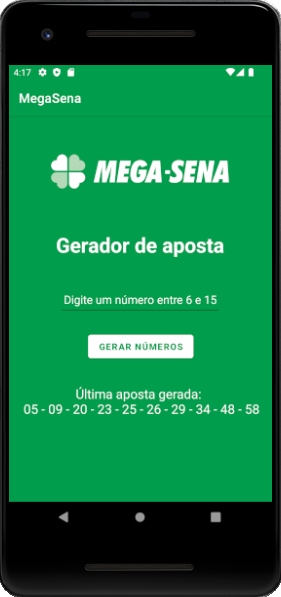 4:17
MegaSena
MEGA-SENA
Gerador de aposta
Digite um número entre 6 e 15
GERAR NÚMEROS
Última aposta gerada:
05 - 09 - 20 - 23 - 25 - 26 - 29 - 34 - 48 - 58